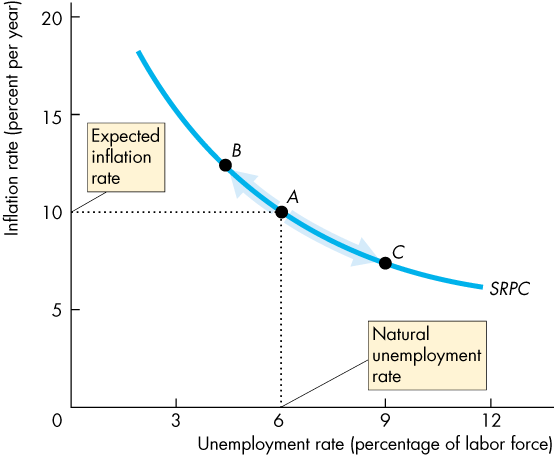 Inflation rate (percent per year)
20
15
10
5
0
Expected
inflation
rate
B
A
C
SRPC
Natural
unemployment
rate
3
6
9
12
Unemployment rate (percentage of labor force)